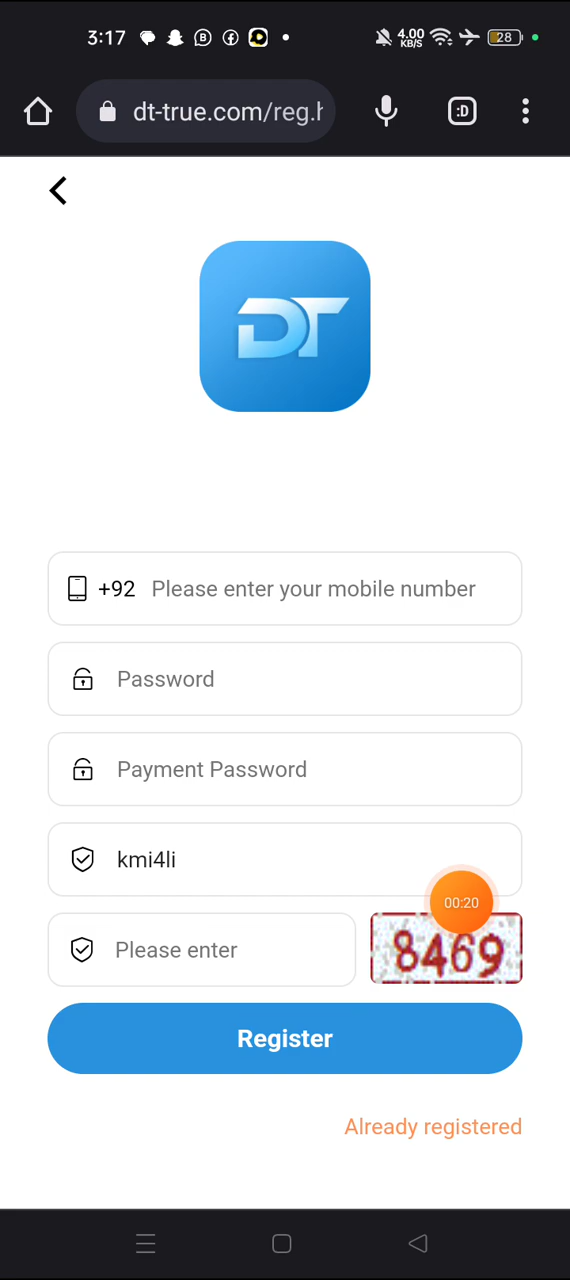 3:17 4.00 KB/S 28
dt-true.com/reg.h
:D
DT
+92 Please enter your mobile number
Password
Payment Password
kmi4li
00:20
Please enter 8469
Register
Already registered